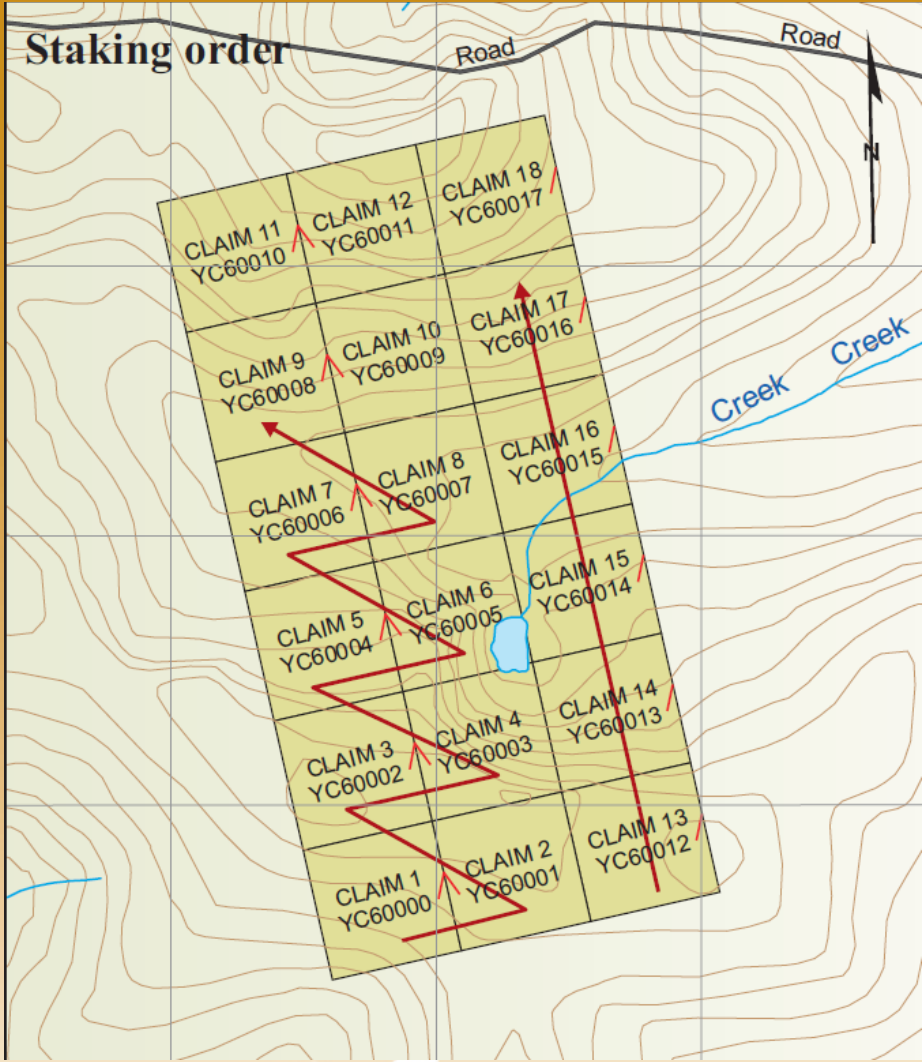 Staking order
Road
Road
N
CLAIM 11
YC60010
CLAIM 12
YC60011
CLAIM 18
YC60017
CLAIM 9
YC60008
CLAIM 10
YC60009
CLAIM 17
YC60016
CLAIM 7
YC60006
CLAIM 8
YC60007
CLAIM 16
YC60015
Creek
Creek
CLAIM 5
YC60004
CLAIM 6
YC60005
CLAIM 15
YC60014
CLAIM 3
YC60002
CLAIM 4
YC60003
CLAIM 14
YC60013
CLAIM 1
YC60000
CLAIM 2
YC60001
CLAIM 13
YC60012